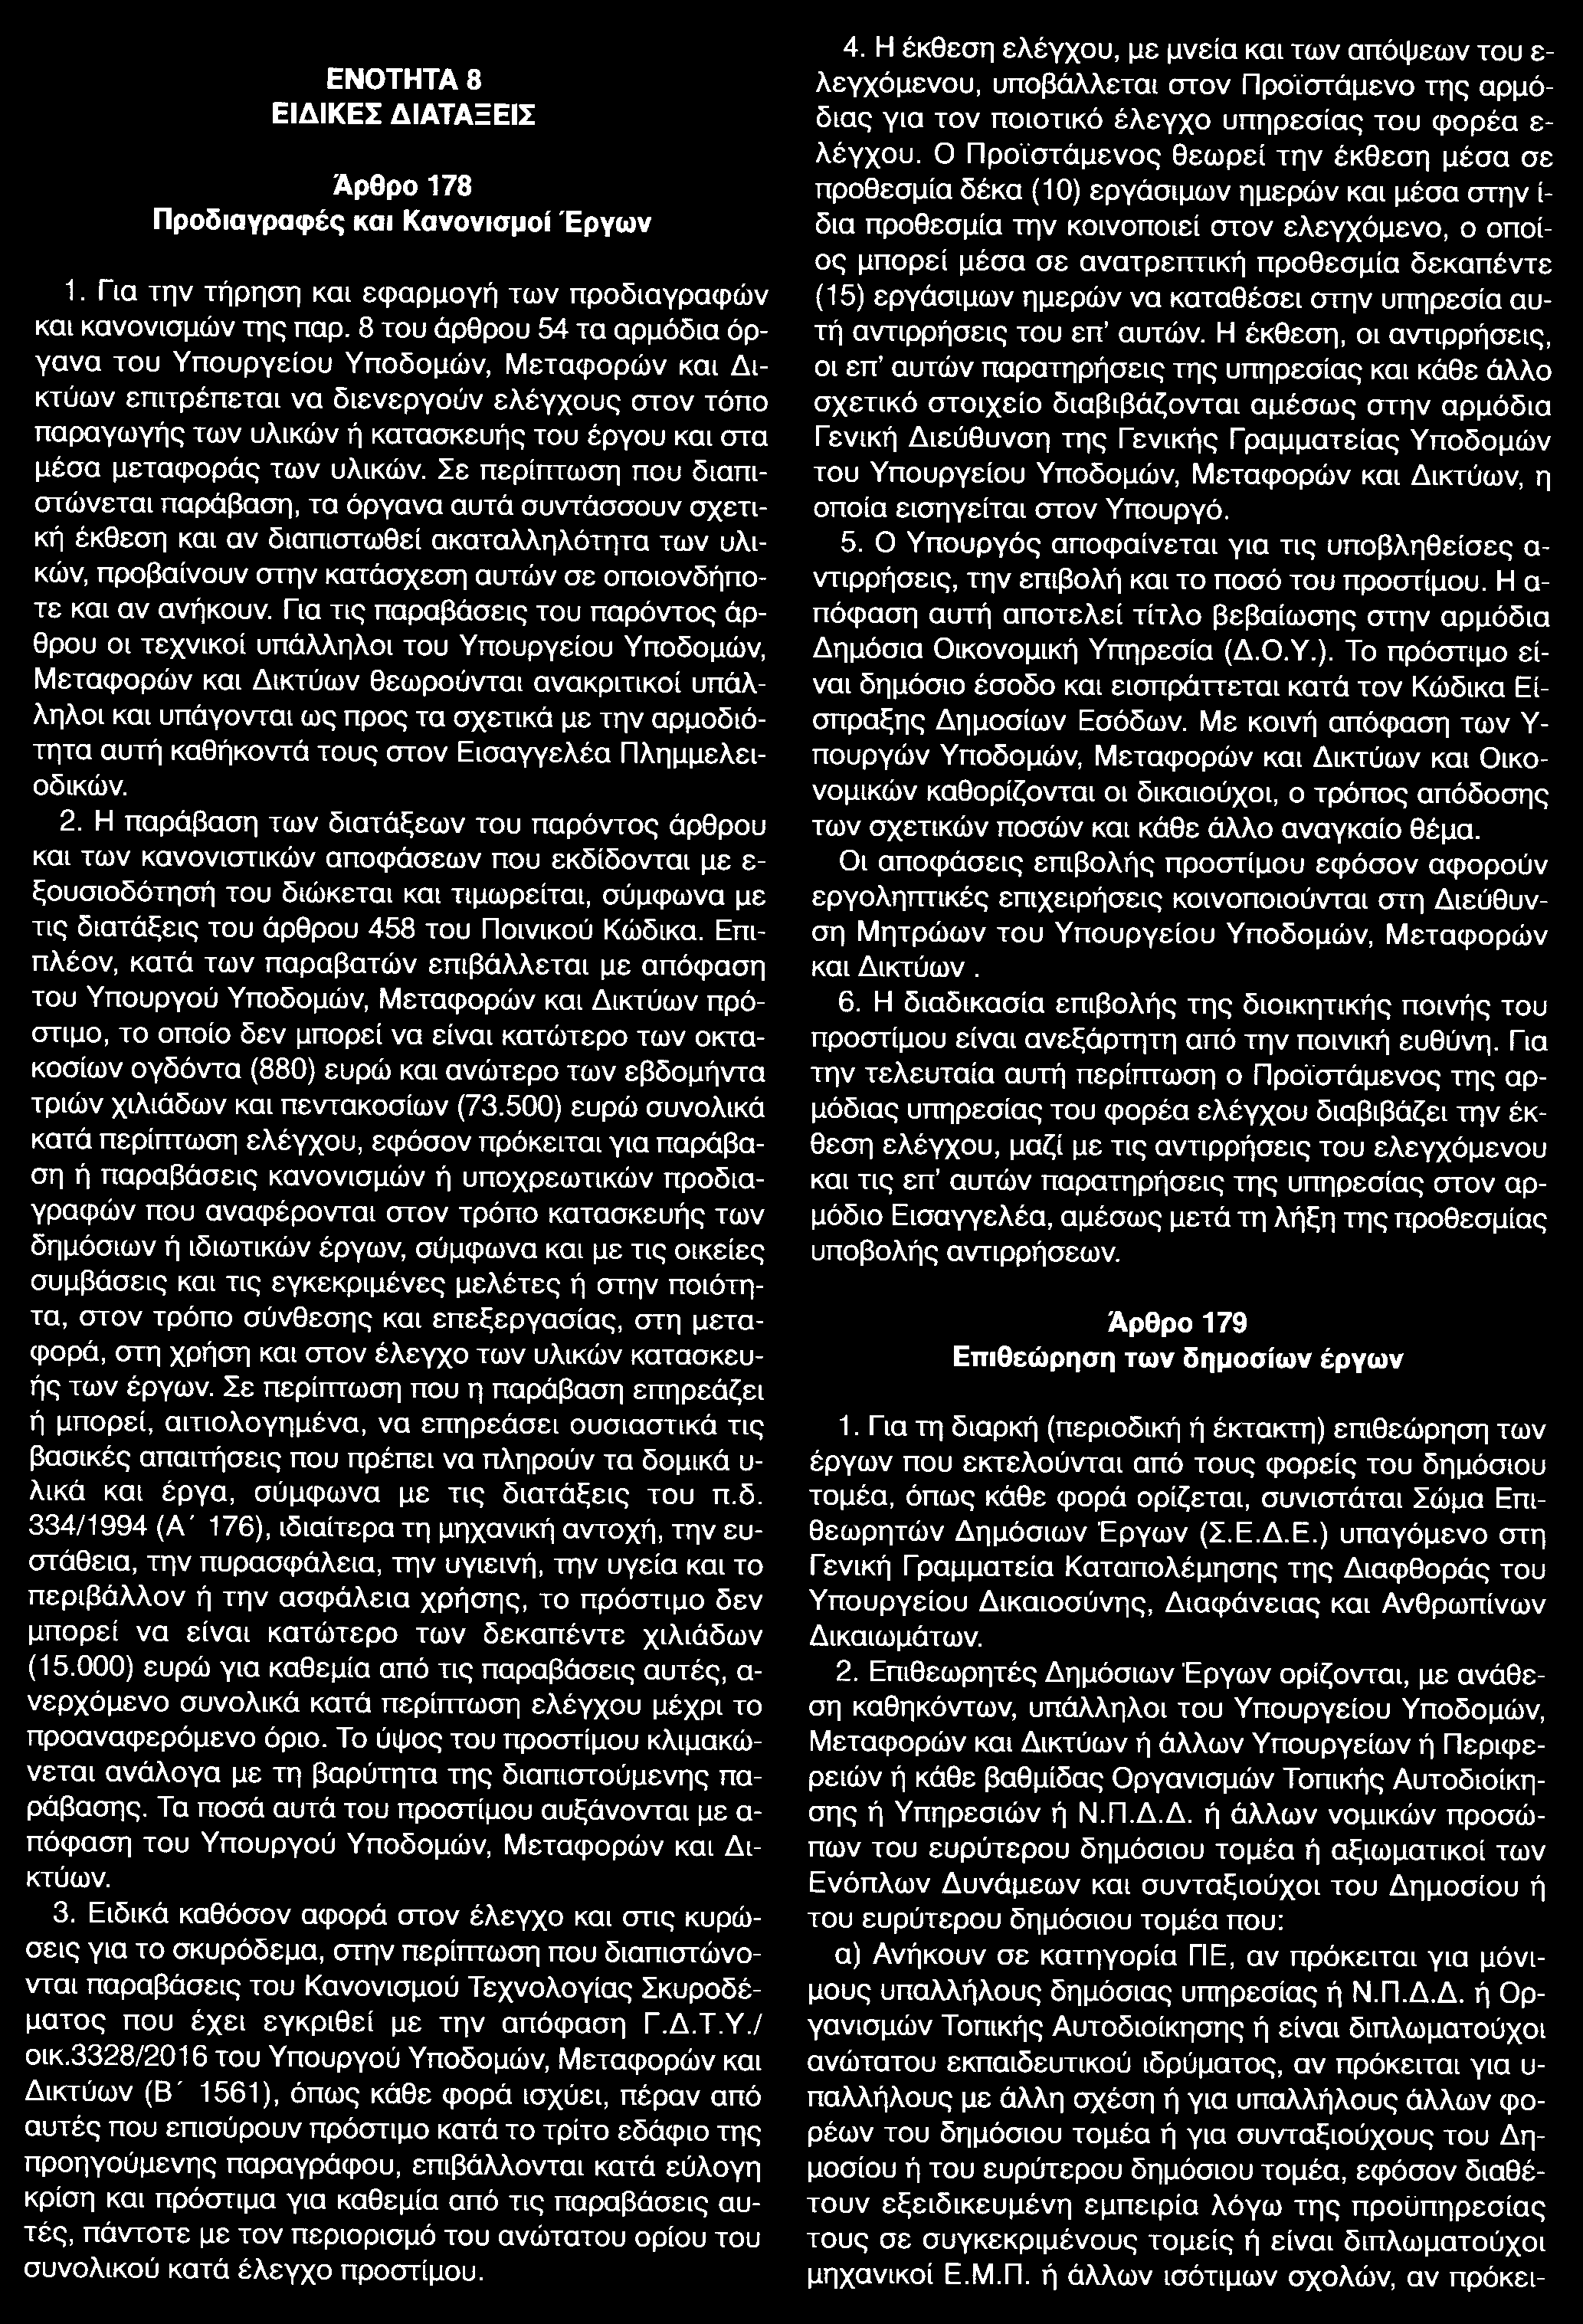 ΕΝΟΤΗΤΑ 8
ΕΙΔΙΚΕΣ ΔΙΑΤΑΞΕΙΣ
Άρθρο 178
Προδιαγραφές και Κανονισμοί Έργων
1. Για την τήρηση και εφαρμογή των προδιαγραφών
και κανονισμών της παρ. 8 του άρθρου 54 τα αρμόδια όρ-
γανα του Υπουργείου Υποδομών, Μεταφορών και Δι-
κτύων επιτρέπεται να διενεργούν ελέγχους στον τόπο
παραγωγής των υλικών ή κατασκευής του έργου και στα
μέσα μεταφοράς των υλικών. Σε περίπτωση που διαπι-
στώνεται παράβαση, τα όργανα αυτά συντάσσουν σχετι-
κή έκθεση και αν διαπιστωθεί ακαταλληλότητα των υλι-
κών, προβαίνουν στην κατάσχεση αυτών σε οποιονδήπο-
τε και αν ανήκουν. Για τις παραβάσεις του παρόντος άρ-
θρου οι τεχνικοί υπάλληλοι του Υπουργείου Υποδομών,
Μεταφορών και Δικτύων θεωρούνται ανακριτικοί υπάλ-
ληλοι και υπάγονται ως προς τα σχετικά με την αρμοδιό-
τητα αυτή καθήκοντά τους στον Εισαγγελέα Πλημμελει-
οδικών.
2. Η παράβαση των διατάξεων του παρόντος άρθρου
και των κανονιστικών αποφάσεων που εκδίδονται με ε-
ξουσιοδότησή του διώκεται και τιμωρείται, σύμφωνα με
τις διατάξεις του άρθρου 458 του Ποινικού Κώδικα. Επι-
πλέον, κατά των παραβατών επιβάλλεται με απόφαση
του Υπουργού Υποδομών, Μεταφορών και Δικτύων πρό-
στιμο, το οποίο δεν μπορεί να είναι κατώτερο των οκτα-
κοσίων ογδόντα (880) ευρώ και ανώτερο των εβδομήντα
τριών χιλιάδων και πεντακοσίων (73.500) ευρώ συνολικά
κατά περίπτωση ελέγχου, εφόσον πρόκειται για παράβα-
ση ή παραβάσεις κανονισμών ή υποχρεωτικών προδια-
γραφών που αναφέρονται στον τρόπο κατασκευής των
δημόσιων ή ιδιωτικών έργων, σύμφωνα και με τις οικείες
συμβάσεις και τις εγκεκριμένες μελέτες ή στην ποιότη-
τα, στον τρόπο σύνθεσης και επεξεργασίας, στη μετα-
φορά, στη χρήση και στον έλεγχο των υλικών κατασκευ-
ής των έργων. Σε περίπτωση που η παράβαση επηρεάζει
ή μπορεί, αιτιολογημένα, να επηρεάσει ουσιαστικά τις
βασικές απαιτήσεις που πρέπει να πληρούν τα δομικά υ-
λικά και έργα, σύμφωνα με τις διατάξεις του π.δ.
334/1994 (Α΄ 176), ιδιαίτερα τη μηχανική αντοχή, την ευ-
στάθεια, την πυρασφάλεια, την υγιεινή, την υγεία και το
περιβάλλον ή την ασφάλεια χρήσης, το πρόστιμο δεν
μπορεί να είναι κατώτερο των δεκαπέντε χιλιάδων
(15.000) ευρώ για καθεμία από τις παραβάσεις αυτές, α-
νερχόμενο συνολικά κατά περίπτωση ελέγχου μέχρι το
προαναφερόμενο όριο. Το ύψος του προστίμου κλιμακώ-
νεται ανάλογα με τη βαρύτητα της διαπιστούμενης πα-
ράβασης. Τα ποσά αυτά του προστίμου αυξάνονται με α-
πόφαση του Υπουργού Υποδομών, Μεταφορών και Δι-
κτύων.
3. Ειδικά καθόσον αφορά στον έλεγχο και στις κυρώ-
σεις για το σκυρόδεμα, στην περίπτωση που διαπιστώνο-
νται παραβάσεις του Κανονισμού Τεχνολογίας Σκυροδέ-
ματος που έχει εγκριθεί με την απόφαση Γ.Δ.Τ.Υ./
οικ.3328/2016 του Υπουργού Υποδομών, Μεταφορών και
Δικτύων (Β΄ 1561), όπως κάθε φορά ισχύει, πέραν από
αυτές που επισύρουν πρόστιμο κατά το τρίτο εδάφιο της
προηγούμενης παραγράφου, επιβάλλονται κατά εύλογη
κρίση και πρόστιμα για καθεμία από τις παραβάσεις αυ-
τές, πάντοτε με τον περιορισμό του ανώτατου ορίου του
συνολικού κατά έλεγχο προστίμου.
4. Η έκθεση ελέγχου, με μνεία και των απόψεων του ε-
λεγχόμενου, υποβάλλεται στον Προϊστάμενο της αρμό-
διας για τον ποιοτικό έλεγχο υπηρεσίας του φορέα ε-
λέγχου. Ο Προϊστάμενος θεωρεί την έκθεση μέσα σε
προθεσμία δέκα (10) εργάσιμων ημερών και μέσα στην ί-
δια προθεσμία την κοινοποιεί στον ελεγχόμενο, ο οποί-
ος μπορεί μέσα σε ανατρεπτική προθεσμία δεκαπέντε
(15) εργάσιμων ημερών να καταθέσει στην υπηρεσία αυ-
τή αντιρρήσεις του επ’ αυτών. Η έκθεση, οι αντιρρήσεις,
οι επ’ αυτών παρατηρήσεις της υπηρεσίας και κάθε άλλο
σχετικό στοιχείο διαβιβάζονται αμέσως στην αρμόδια
Γενική Διεύθυνση της Γενικής Γραμματείας Υποδομών
του Υπουργείου Υποδομών, Μεταφορών και Δικτύων, η
οποία εισηγείται στον Υπουργό.
5. Ο Υπουργός αποφαίνεται για τις υποβληθείσες α-
ντιρρήσεις, την επιβολή και το ποσό του προστίμου. Η α-
πόφαση αυτή αποτελεί τίτλο βεβαίωσης στην αρμόδια
Δημόσια Οικονομική Υπηρεσία (Δ.Ο.Υ.). Το πρόστιμο εί-
ναι δημόσιο έσοδο και εισπράττεται κατά τον Κώδικα Εί-
σπραξης Δημοσίων Εσόδων. Με κοινή απόφαση των Υ-
πουργών Υποδομών, Μεταφορών και Δικτύων και Οικο-
νομικών καθορίζονται οι δικαιούχοι, ο τρόπος απόδοσης
των σχετικών ποσών και κάθε άλλο αναγκαίο θέμα.
Οι αποφάσεις επιβολής προστίμου εφόσον αφορούν
εργοληπτικές επιχειρήσεις κοινοποιούνται στη Διεύθυν-
ση Μητρώων του Υπουργείου Υποδομών, Μεταφορών
και Δικτύων .
6. Η διαδικασία επιβολής της διοικητικής ποινής του
προστίμου είναι ανεξάρτητη από την ποινική ευθύνη. Για
την τελευταία αυτή περίπτωση ο Προϊστάμενος της αρ-
μόδιας υπηρεσίας του φορέα ελέγχου διαβιβάζει την έκ-
θεση ελέγχου, μαζί με τις αντιρρήσεις του ελεγχόμενου
και τις επ’ αυτών παρατηρήσεις της υπηρεσίας στον αρ-
μόδιο Εισαγγελέα, αμέσως μετά τη λήξη της προθεσμίας
υποβολής αντιρρήσεων.
Άρθρο 179
Επιθεώρηση των δημοσίων έργων
1. Για τη διαρκή (περιοδική ή έκτακτη) επιθεώρηση των
έργων που εκτελούνται από τους φορείς του δημόσιου
τομέα, όπως κάθε φορά ορίζεται, συνιστάται Σώμα Επι-
θεωρητών Δημόσιων Έργων (Σ.Ε.Δ.Ε.) υπαγόμενο στη
Γενική Γραμματεία Καταπολέμησης της Διαφθοράς του
Υπουργείου Δικαιοσύνης, Διαφάνειας και Ανθρωπίνων
Δικαιωμάτων.
2. Επιθεωρητές Δημόσιων Έργων ορίζονται, με ανάθε-
ση καθηκόντων, υπάλληλοι του Υπουργείου Υποδομών,
Μεταφορών και Δικτύων ή άλλων Υπουργείων ή Περιφε-
ρειών ή κάθε βαθμίδας Οργανισμών Τοπικής Αυτοδιοίκη-
σης ή Υπηρεσιών ή Ν.Π.Δ.Δ. ή άλλων νομικών προσώ-
πων του ευρύτερου δημόσιου τομέα ή αξιωματικοί των
Ενόπλων Δυνάμεων και συνταξιούχοι του Δημοσίου ή
του ευρύτερου δημόσιου τομέα που:
α) Ανήκουν σε κατηγορία ΠΕ, αν πρόκειται για μόνι-
μους υπαλλήλους δημόσιας υπηρεσίας ή Ν.Π.Δ.Δ. ή Ορ-
γανισμών Τοπικής Αυτοδιοίκησης ή είναι διπλωματούχοι
ανώτατου εκπαιδευτικού ιδρύματος, αν πρόκειται για υ-
παλλήλους με άλλη σχέση ή για υπαλλήλους άλλων φο-
ρέων του δημόσιου τομέα ή για συνταξιούχους του Δη-
μοσίου ή του ευρύτερου δημόσιου τομέα, εφόσον διαθέ-
τουν εξειδικευμένη εμπειρία λόγω της προϋπηρεσίας
τους σε συγκεκριμένους τομείς ή είναι διπλωματούχοι
μηχανικοί Ε.Μ.Π. ή άλλων ισότιμων σχολών, αν πρόκει-